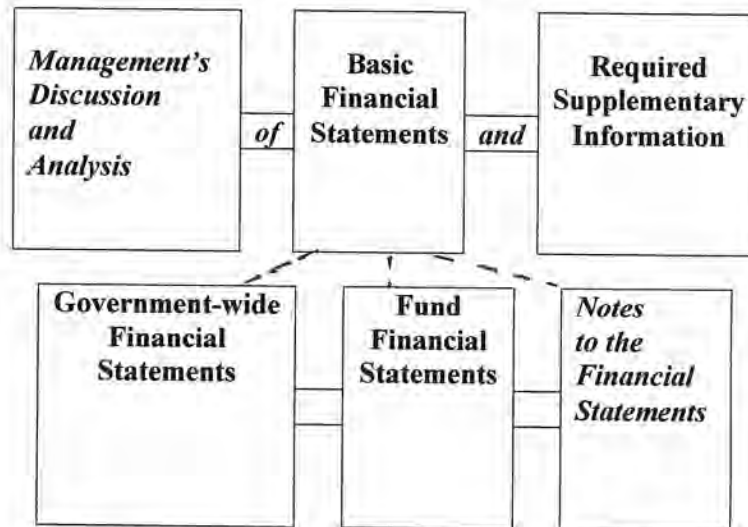 Management's
Discussion
and
Analysis
of
Basic
Financial
Statements
and
Required
Supplementary
Information
Government-wide
Financial
Statements
Fund
Financial
Statements
Notes
to the
Financial
Statements